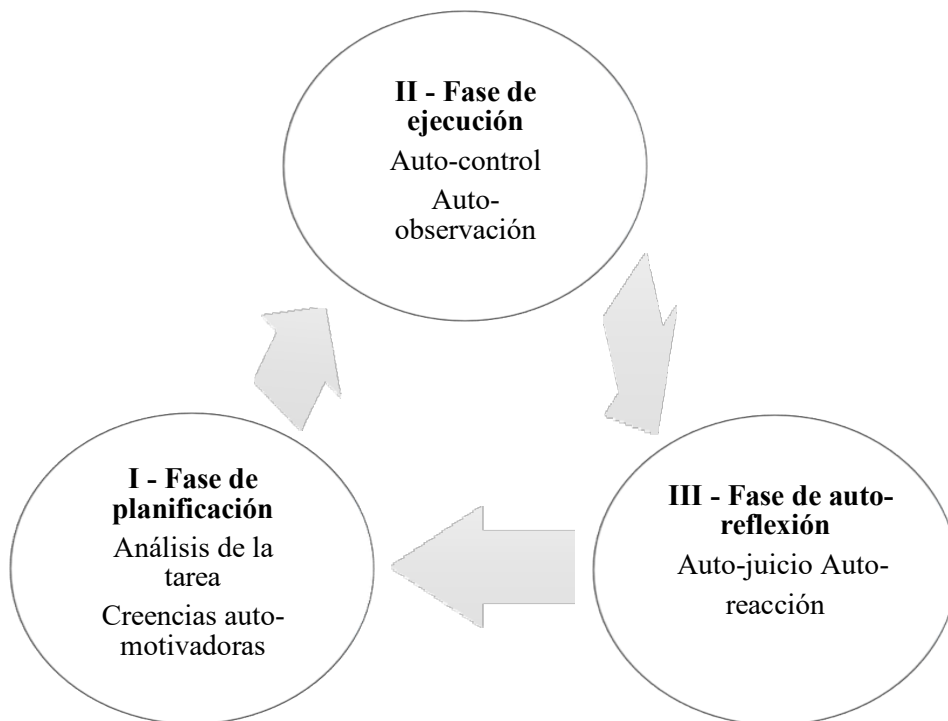 II - Fase de
ejecución
Auto-control
Auto-
observación
I - Fase de
planificación
Análisis de la
tarea
Creencias auto-
motivadoras
III - Fase de auto-
reflexión
Auto-juicio Auto-
reacción